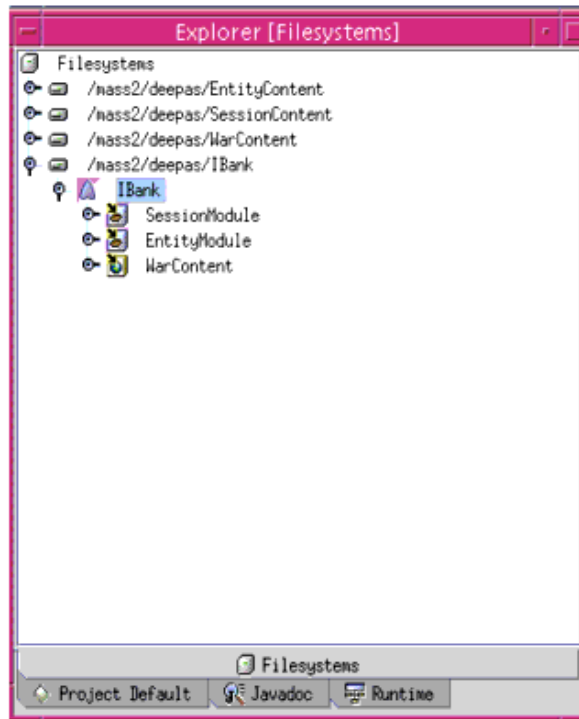 Explorer [Filesystems]
Filesystems
/mass2/deepas/EntityContent
/mass2/deepas/SessionContent
/mass2/deepas/WarContent
/mass2/deepas/IBank
IBank
SessionModule
EntityModule
WarContent
Filesystems
Project Default Javadoc Runtime